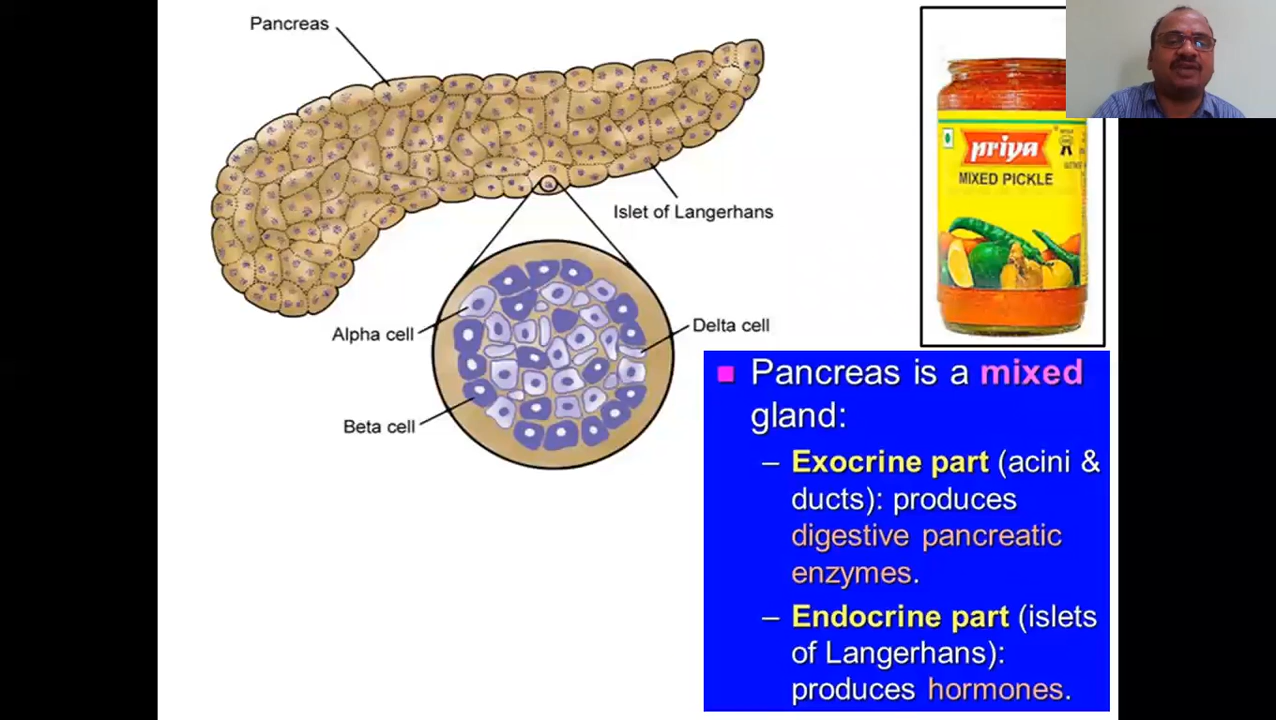 Pancreas
Islet of Langerhans
Alpha cell
Delta cell
Beta cell
priya
MIXED PICKLE
Pancreas is a mixed
gland:
– Exocrine part (acini &
ducts): produces
digestive pancreatic
enzymes.
– Endocrine part (islets
of Langerhans):
produces hormones.